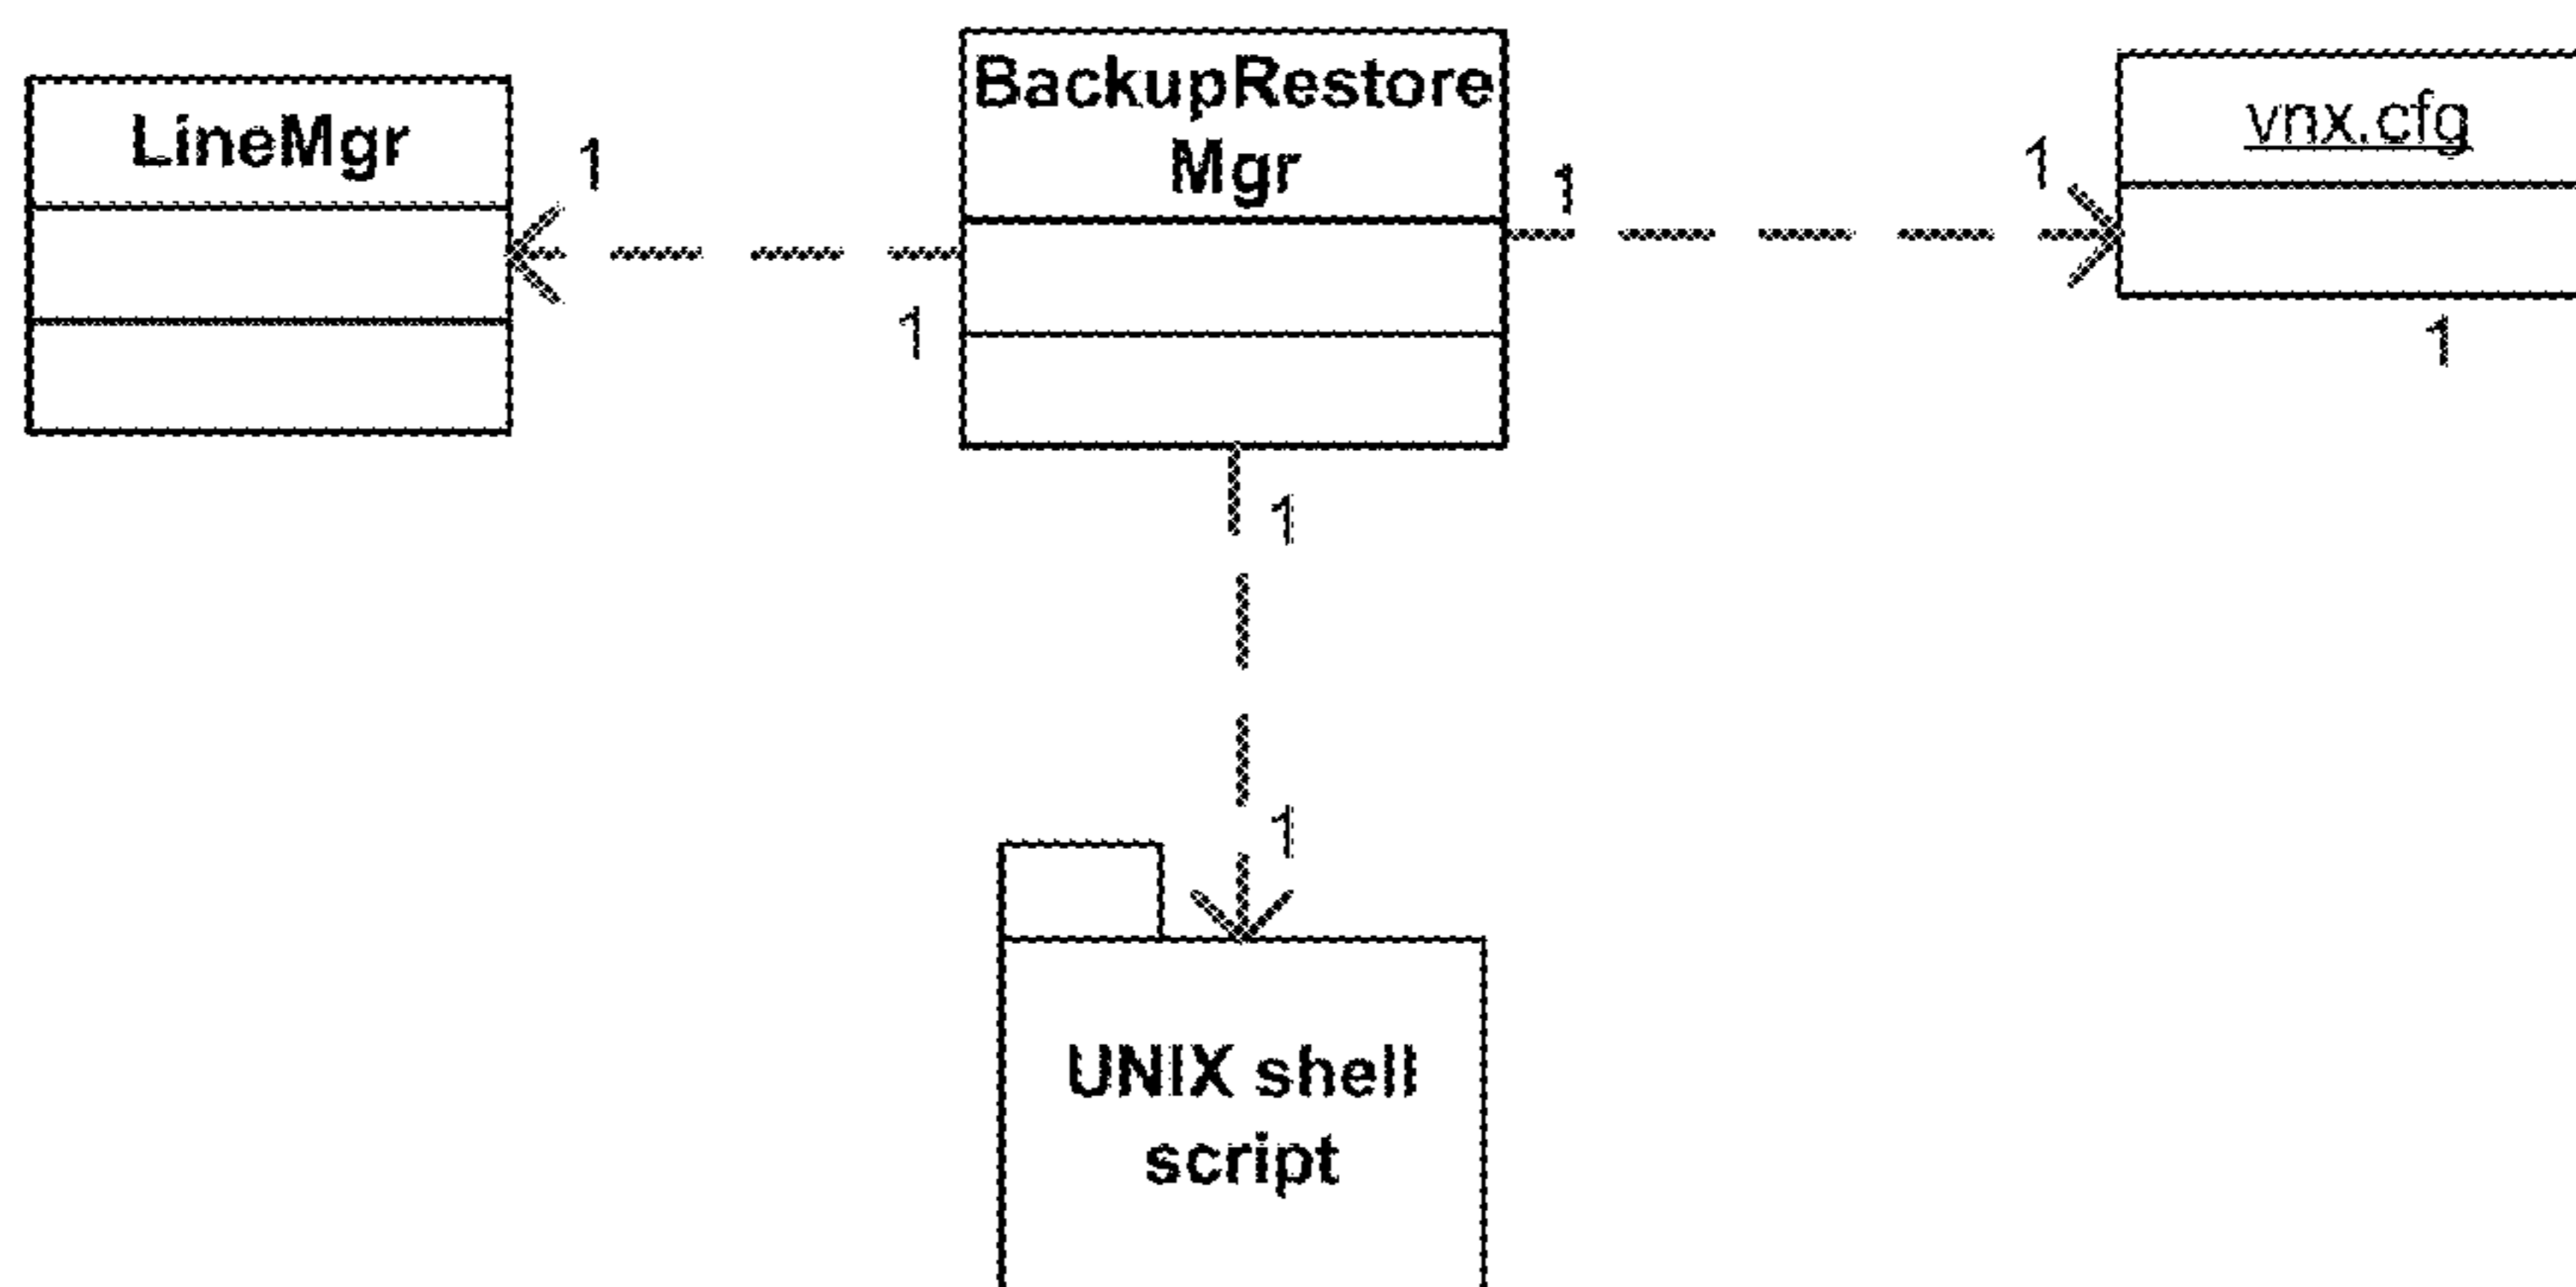 LineMgr
1
1
BackupRestore
Mgr
1
1
vnx.cfg
1
1
1
UNIX shell
script